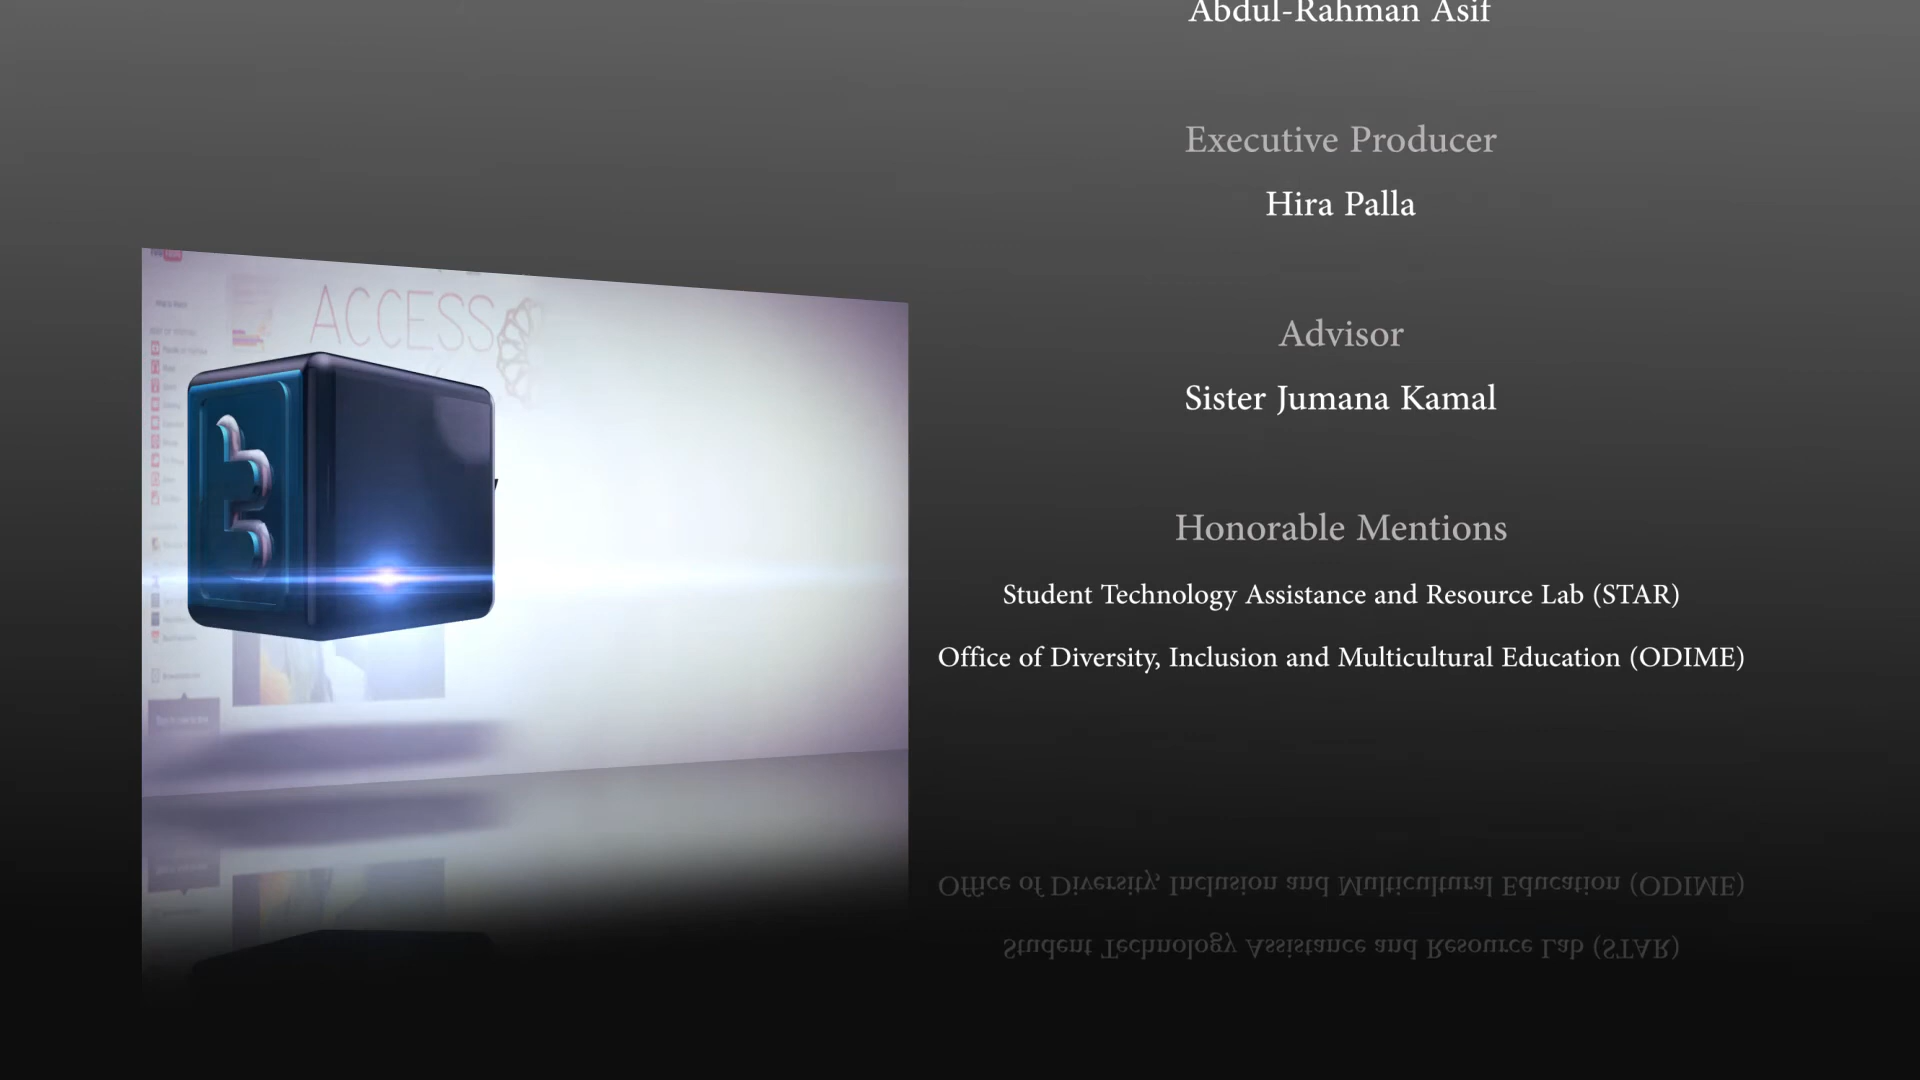 Abdul-Rahman Asif
Executive Producer
Hira Palla
Advisor
Sister Jumana Kamal
Honorable Mentions
Student Technology Assistance and Resource Lab (STAR)
Office of Diversity, Inclusion and Multicultural Education (ODIME)
ACCESS